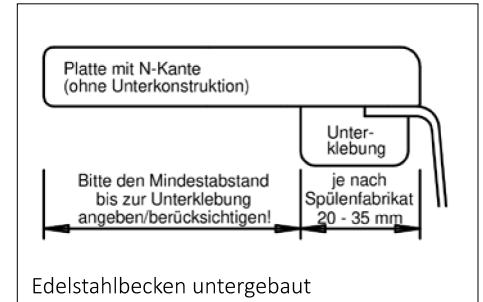 Platte mit N-Kante
(ohne Unterkonstruktion)
Unter-
klebung
Bitte den Mindestabstand
bis zur Unterklebung
angeben/berücksichtigen!
je nach
Spülenfabrikat
20 - 35 mm
Edelstahlbecken untergebaut